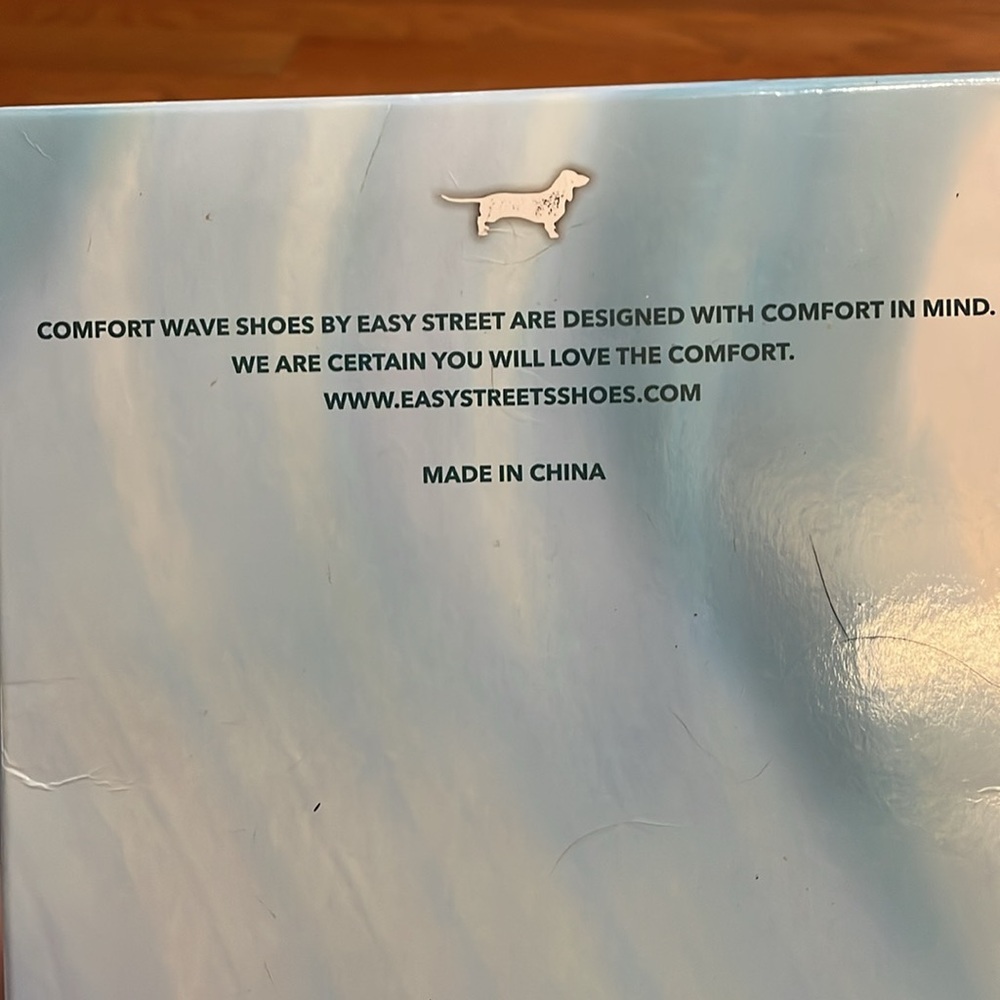 COMFORT WAVE SHOES BY EASY STREET ARE DESIGNED WITH COMFORT IN MIND.
WE ARE CERTAIN YOU WILL LOVE THE COMFORT.
WWW.EASYSTREETSSHOES.COM
MADE IN CHINA